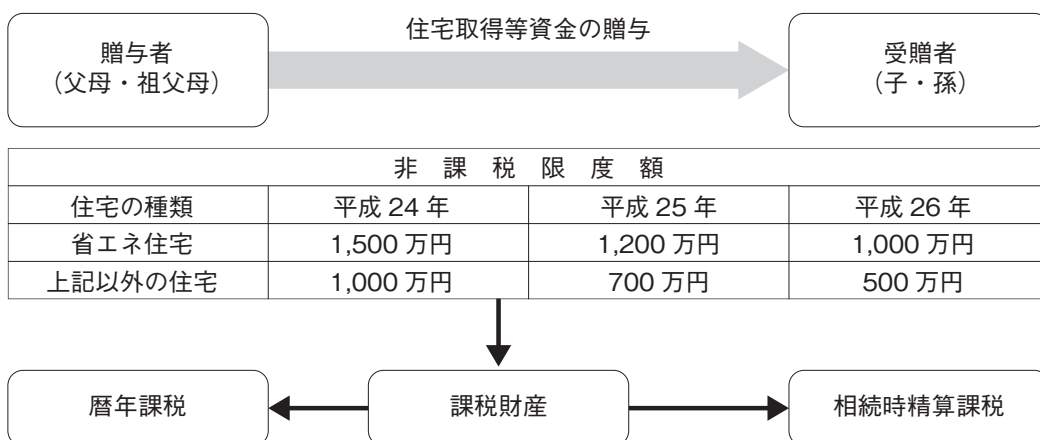 住宅取得等資金の贈与
贈与者
（父母・祖父母）
受贈者
（子・孫）
非課税限度額
住宅の種類 平成 24 年 平成 25 年 平成 26 年
省エネ住宅 1,500 万円 1,200 万円 1,000 万円
上記以外の住宅 1,000 万円 700 万円 500 万円
暦年課税 課税財産 相続時精算課税